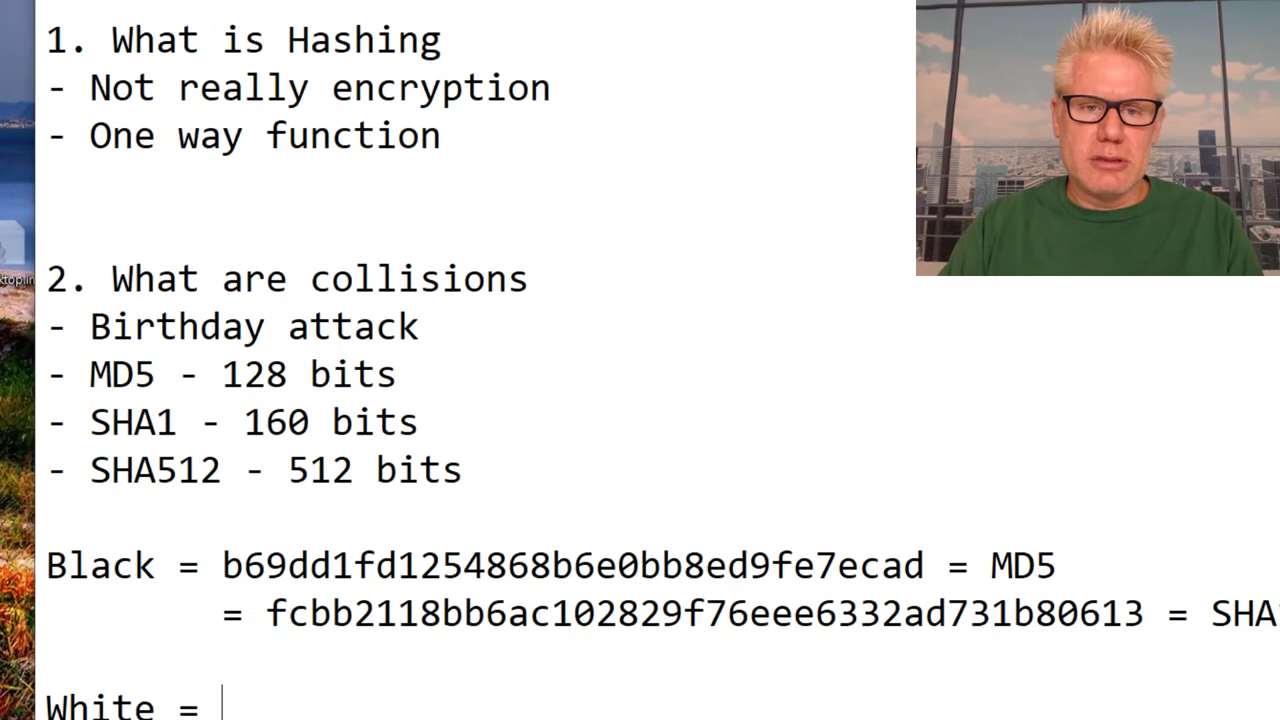 1. What is Hashing
- Not really encryption
- One way function
2. What are collisions
- Birthday attack
- MD5 - 128 bits
- SHA1 - 160 bits
- SHA512 - 512 bits
Black = b69dd1fd1254868b6e0bb8ed9fe7ecad = MD5
= fcbb2118bb6ac102829f76eee6332ad731b80613 = SHA
White =